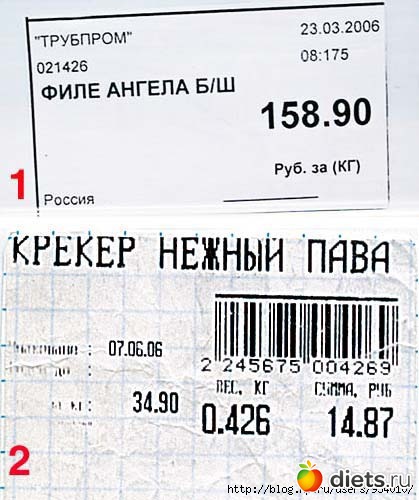 "ТРУБПРОМ" 23.03.2006
021426 08:175
ФИЛЕ АНГЕЛА Б/Ш
158.90
Руб. за (КГ)
1
Россия
КРЕКЕР НЕЖНЫЙ ПАВА
07.06.06
2 245675 004269
ВЕС, КГ СУММА, РУБ
КГ: 34.90 0.426 14.87
2
diets.ru